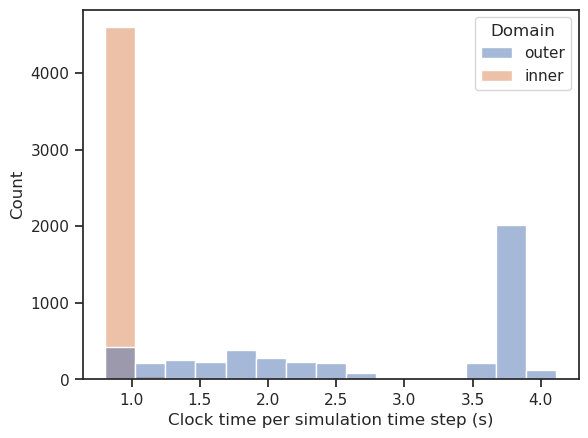 Domain
outer
inner
4000
3000
2000
1000
0
Count
1.0 1.5 2.0 2.5 3.0 3.5 4.0
Clock time per simulation time step (s)